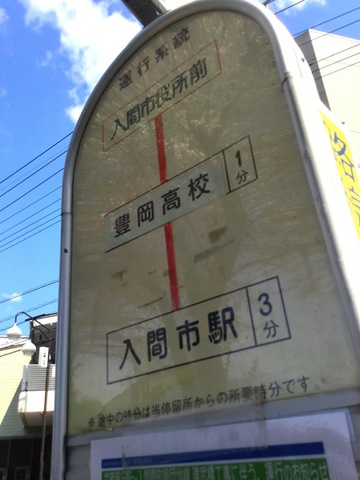 運行系統
入間市役所前
豊岡高校
1分
入間市駅
3分
※途中の時分は当停留所からの所要時分です。